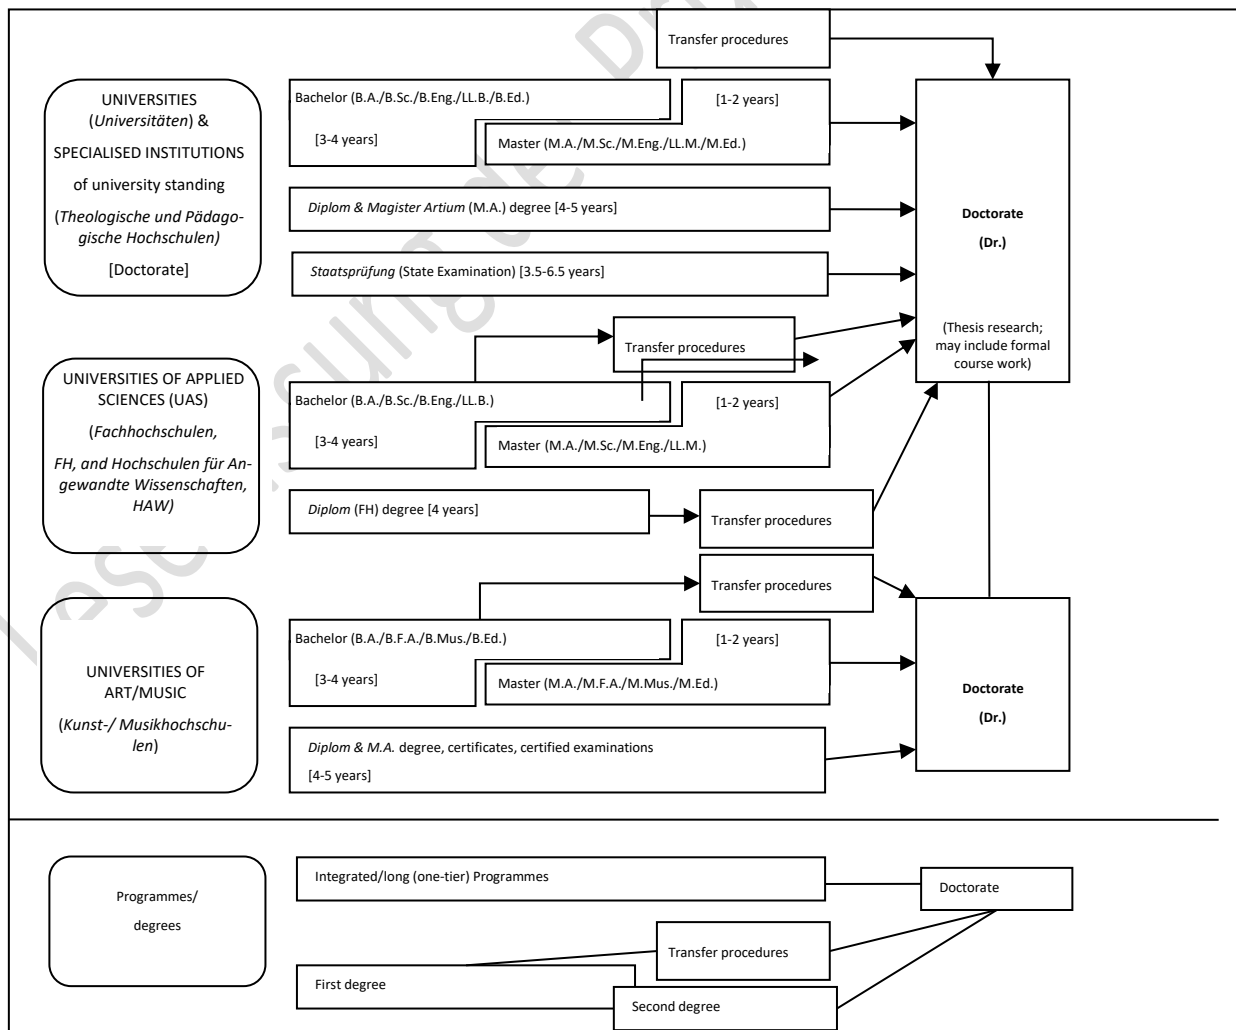 Transfer procedures
UNIVERSITIES
(Universitäten) &
SPECIALISED INSTITUTIONS
of university standing
(Theologische und Pädago-
gische Hochschulen)
[Doctorate]
Bachelor (B.A./B.Sc./B.Eng./LL.B./B.Ed.)
[3-4 years]
[1-2 years]
Master (M.A./M.Sc./M.Eng./LL.M./M.Ed.)
Diplom & Magister Artium (M.A.) degree [4-5 years]
Staatsprüfung (State Examination) [3.5-6.5 years]
Doctorate
(Dr.)
(Thesis research;
may include formal
course work)
UNIVERSITIES OF APPLIED
SCIENCES (UAS)
(Fachhochschulen,
FH, and Hochschulen für An-
gewandte Wissenschaften,
HAW)
Transfer procedures
Bachelor (B.A./B.Sc./B.Eng./LL.B.)
[3-4 years]
[1-2 years]
Master (M.A./M.Sc./M.Eng./LL.M.)
Diplom (FH) degree [4 years]
Transfer procedures
Transfer procedures
UNIVERSITIES OF
ART/MUSIC
(Kunst-/ Musikhochschu-
len)
Bachelor (B.A./B.F.A./B.Mus./B.Ed.)
[3-4 years]
[1-2 years]
Master (M.A./M.F.A./M.Mus./M.Ed.)
Diplom & M.A. degree, certificates, certified examinations
[4-5 years]
Doctorate
(Dr.)
Programmes/
degrees
Integrated/long (one-tier) Programmes
Doctorate
Transfer procedures
First degree
Second degree